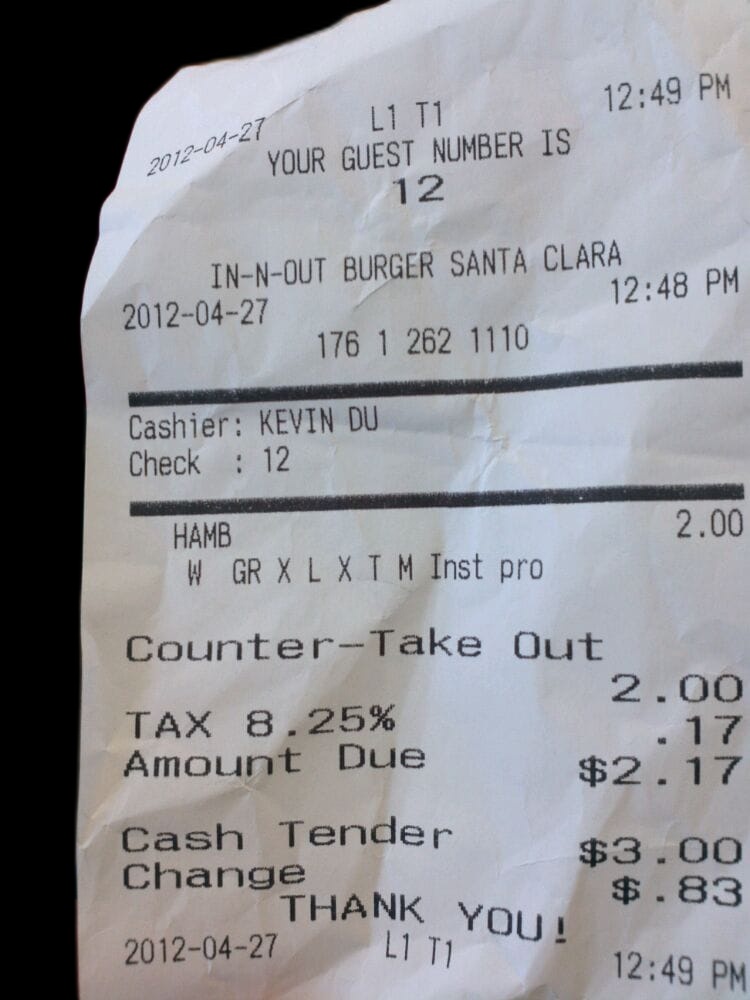 2012-04-27 L1 T1 12:49 PM
YOUR GUEST NUMBER IS
12
IN-N-OUT BURGER SANTA CLARA
2012-04-27 12:48 PM
176 1 262 1110
Cashier: KEVIN DU
Check : 12
HAMB 2.00
W GR X L X T M Inst pro
Counter-Take Out
2.00
TAX 8.25% .17
Amount Due $2.17
Cash Tender $3.00
Change $.83
THANK YOU!
2012-04-27 L1 T1 12:49 PM